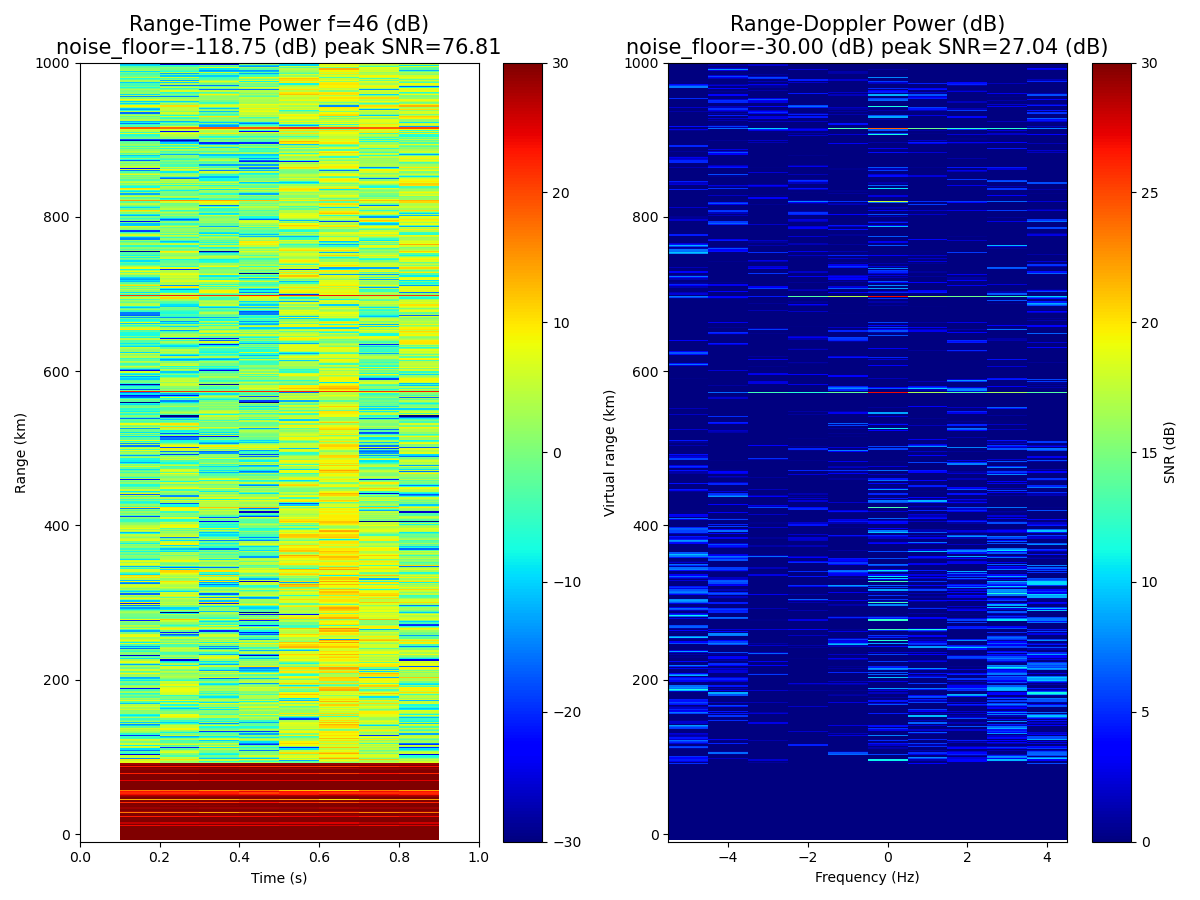 Range-Time Power f=46 (dB)
noise_floor=-118.75 (dB) peak SNR=76.81
Range (km)
1000
800
600
400
200
0
0.0 0.2 0.4 0.6 0.8 1.0
Time (s)
30
20
10
0
−10
−20
−30
Range-Doppler Power (dB)
noise_floor=-30.00 (dB) peak SNR=27.04 (dB)
Virtual range (km)
1000
800
600
400
200
0
−4 −2 0 2 4
Frequency (Hz)
30
25
20
15
10
5
0
SNR (dB)